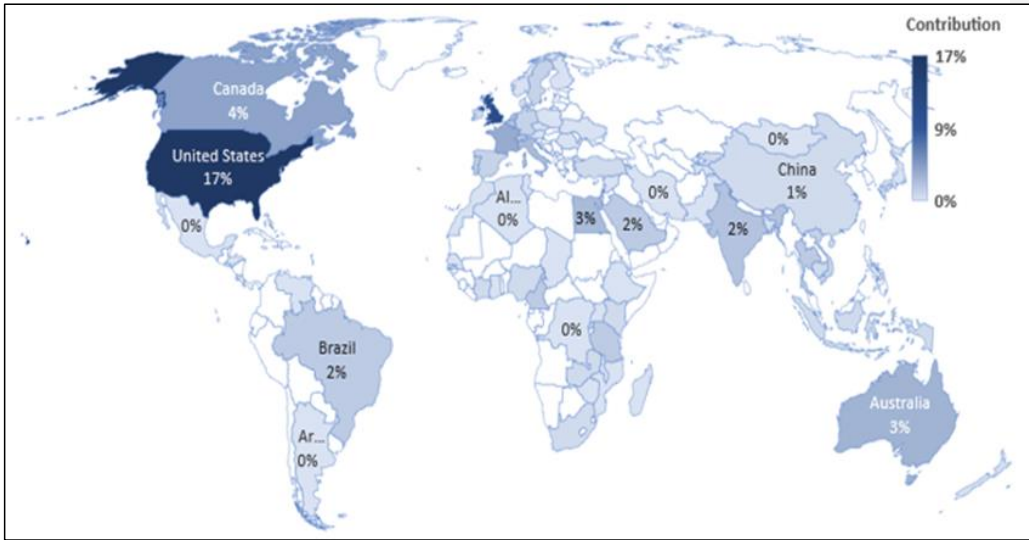 Contribution
17%
9%
0%
Canada
4%
United States
17%
0%
Brazil
2%
Ar...
0%
Al...
0%
3%
2%
0%
0%
2%
0%
China
1%
Australia
3%